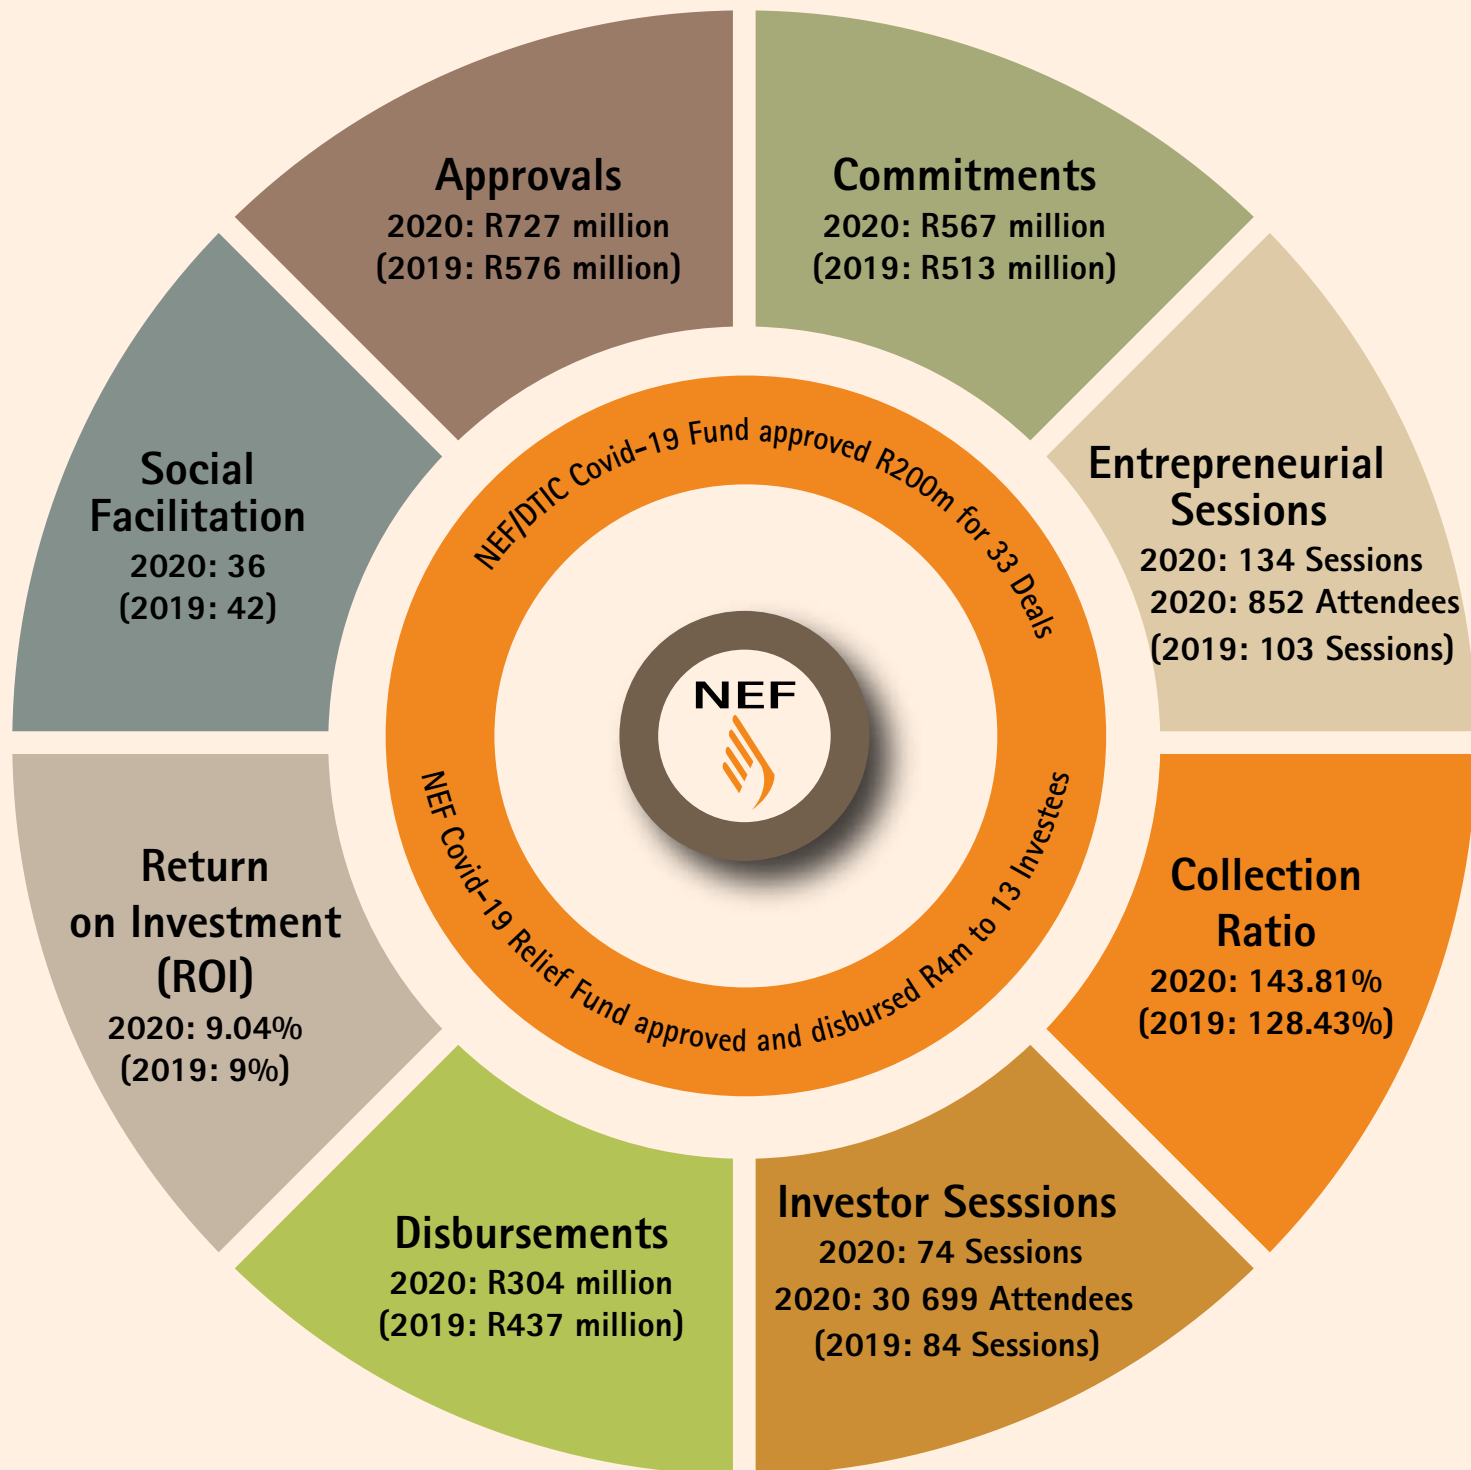 Approvals
2020: R727 million
(2019: R576 million)
Commitments
2020: R567 million
(2019: R513 million)
Entrepreneurial
Sessions
2020: 134 Sessions
2020: 852 Attendees
(2019: 103 Sessions)
Collection
Ratio
2020: 143.81%
(2019: 128.43%)
Investor Sesssions
2020: 74 Sessions
2020: 30 699 Attendees
(2019: 84 Sessions)
Disbursements
2020: R304 million
(2019: R437 million)
Return
on Investment
(ROI)
2020: 9.04%
(2019: 9%)
Social
Facilitation
2020: 36
(2019: 42)
NEF/DTIC Covid-19 Fund approved R200m for 33 Deals
NEF Covid-19 Relief Fund approved and disbursed R4m to 13 Investees
NEF